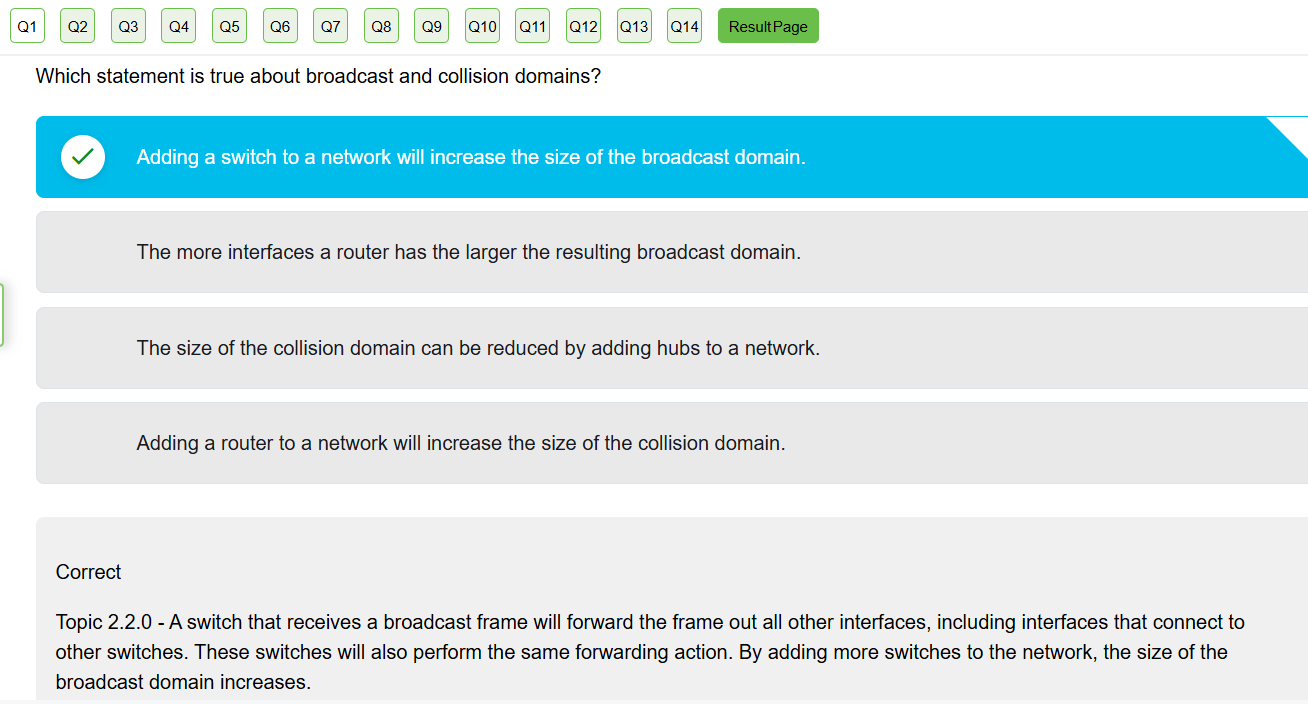 Q1 Q2 Q3 Q4 Q5 Q6 Q7 Q8 Q9 Q10 Q11 Q12 Q13 Q14 Result Page
Which statement is true about broadcast and collision domains?
Adding a switch to a network will increase the size of the broadcast domain.
The more interfaces a router has the larger the resulting broadcast domain.
The size of the collision domain can be reduced by adding hubs to a network.
Adding a router to a network will increase the size of the collision domain.
Correct
Topic 2.2.0 - A switch that receives a broadcast frame will forward the frame out all other interfaces, including interfaces that connect to
other switches. These switches will also perform the same forwarding action. By adding more switches to the network, the size of the
broadcast domain increases.